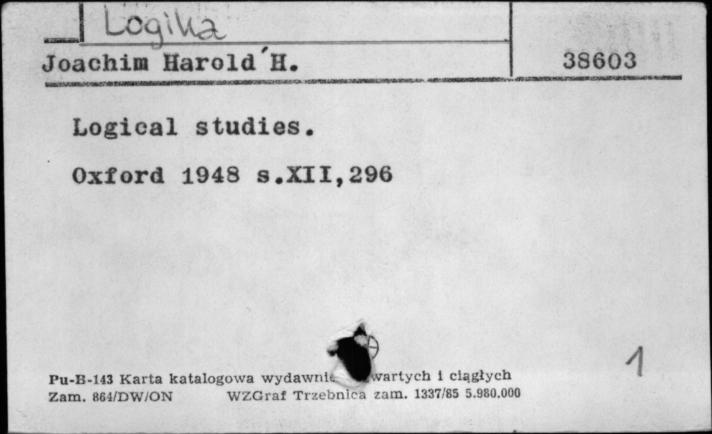 Logika
Joachim Harold H.
38603
Logical studies.
Oxford 1948 s.XII,296
1
Pu-B-143 Karta katalogowa wartych i ciągłych
Zam. 864/DW/ON WZGraf Trzebnica zam. 1337/85 5.980.000